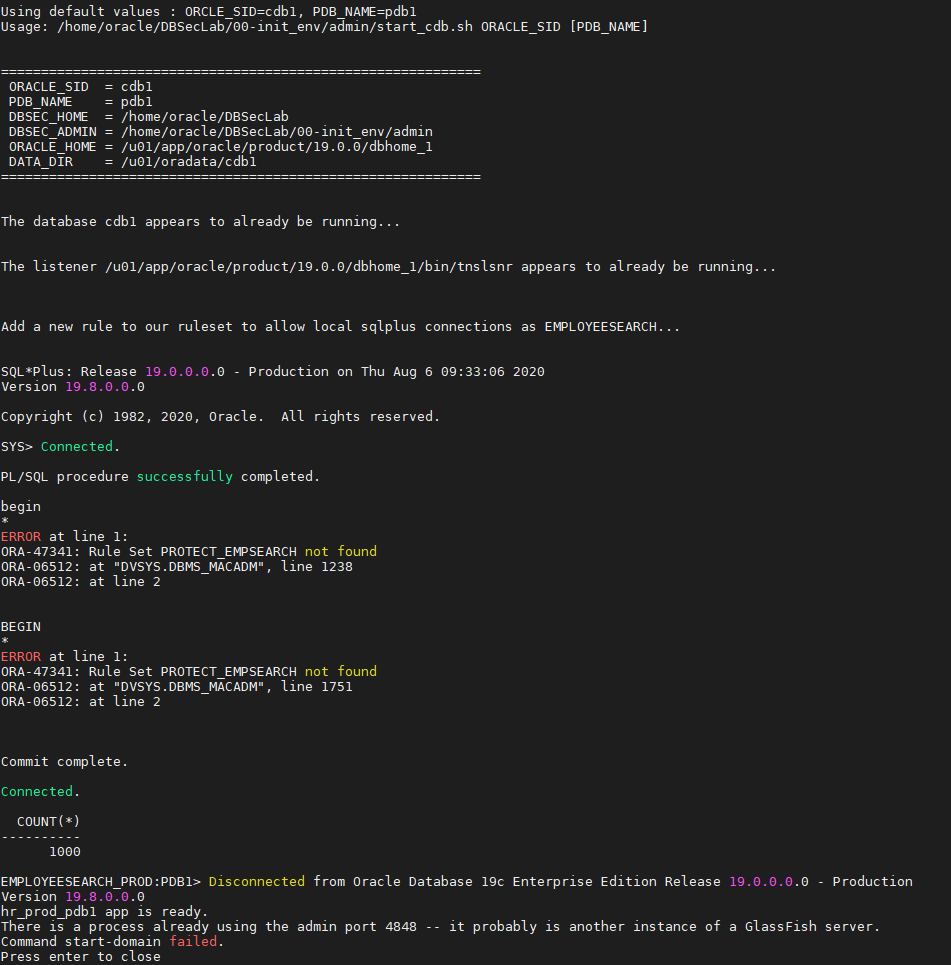 Using default values : ORCLE_SID=cdb1, PDB_NAME=pdb1
Usage: /home/oracle/DBSecLab/00-init_env/admin/start_cdb.sh ORACLE_SID [PDB_NAME]
============================================================
ORACLE_SID  = cdb1
PDB_NAME    = pdb1
DBSEC_HOME  = /home/oracle/DBSecLab
DBSEC_ADMIN = /home/oracle/DBSecLab/00-init_env/admin
ORACLE_HOME = /u01/app/oracle/product/19.0.0/dbhome_1
DATA_DIR    = /u01/oradata/cdb1
============================================================
The database cdb1 appears to already be running...
The listener /u01/app/oracle/product/19.0.0/dbhome_1/bin/tnslsnr appears to already be running...
Add a new rule to our ruleset to allow local sqlplus connections as EMPLOYEESEARCH...
SQL*Plus: Release 19.0.0.0.0 - Production on Thu Aug 6 09:33:06 2020
Version 19.8.0.0.0
Copyright (c) 1982, 2020, Oracle.  All rights reserved.
SYS> Connected.
PL/SQL procedure successfully completed.
begin
*
ERROR at line 1:
ORA-47341: Rule Set PROTECT_EMPSEARCH not found
ORA-06512: at "DVSYS.DBMS_MACADM", line 1238
ORA-06512: at line 2
BEGIN
*
ERROR at line 1:
ORA-47341: Rule Set PROTECT_EMPSEARCH not found
ORA-06512: at "DVSYS.DBMS_MACADM", line 1751
ORA-06512: at line 2
Commit complete.
Connected.
COUNT(*)
----------
1000
EMPLOYEESEARCH_PROD:PDB1> Disconnected from Oracle Database 19c Enterprise Edition Release 19.0.0.0.0 - Production
Version 19.8.0.0.0
hr_prod_pdb1 app is ready.
There is a process already using the admin port 4848 -- it probably is another instance of a GlassFish server.
Command start-domain failed.
Press enter to close